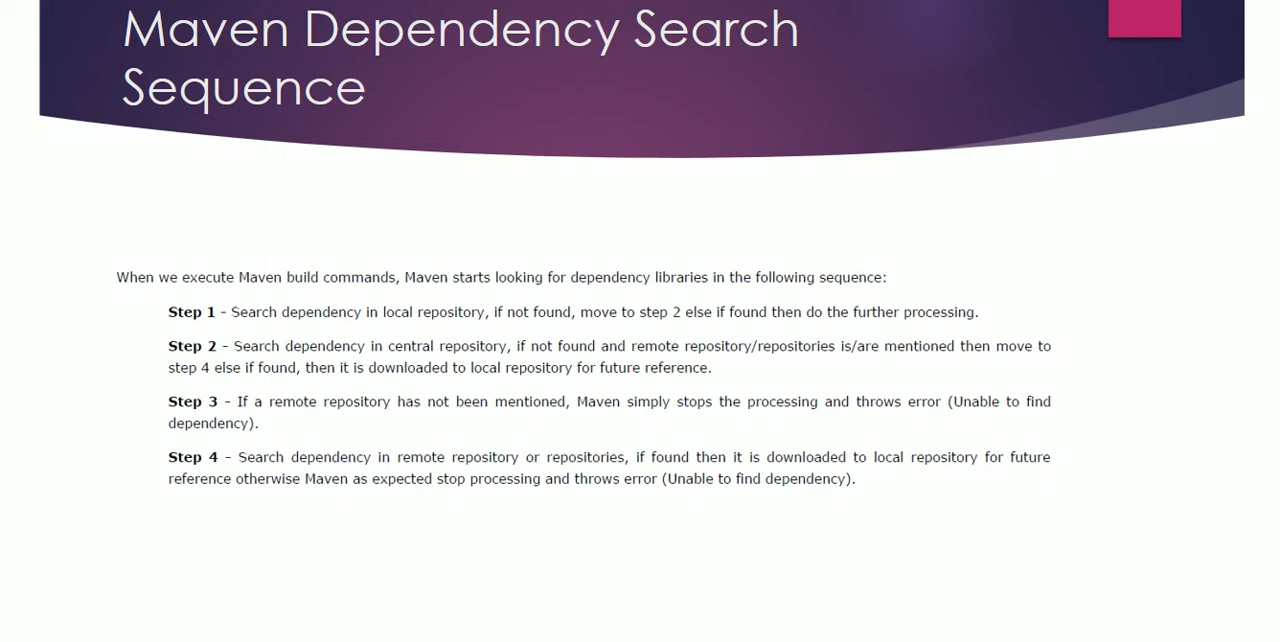 Maven Dependency Search
Sequence
When we execute Maven build commands, Maven starts looking for dependency libraries in the following sequence:
Step 1 - Search dependency in local repository, if not found, move to step 2 else if found then do the further processing.
Step 2 - Search dependency in central repository, if not found and remote repository/repositories is/are mentioned then move to
step 4 else if found, then it is downloaded to local repository for future reference.
Step 3 - If a remote repository has not been mentioned, Maven simply stops the processing and throws error (Unable to find
dependency).
Step 4 - Search dependency in remote repository or repositories, if found then it is downloaded to local repository for future
reference otherwise Maven as expected stop processing and throws error (Unable to find dependency).